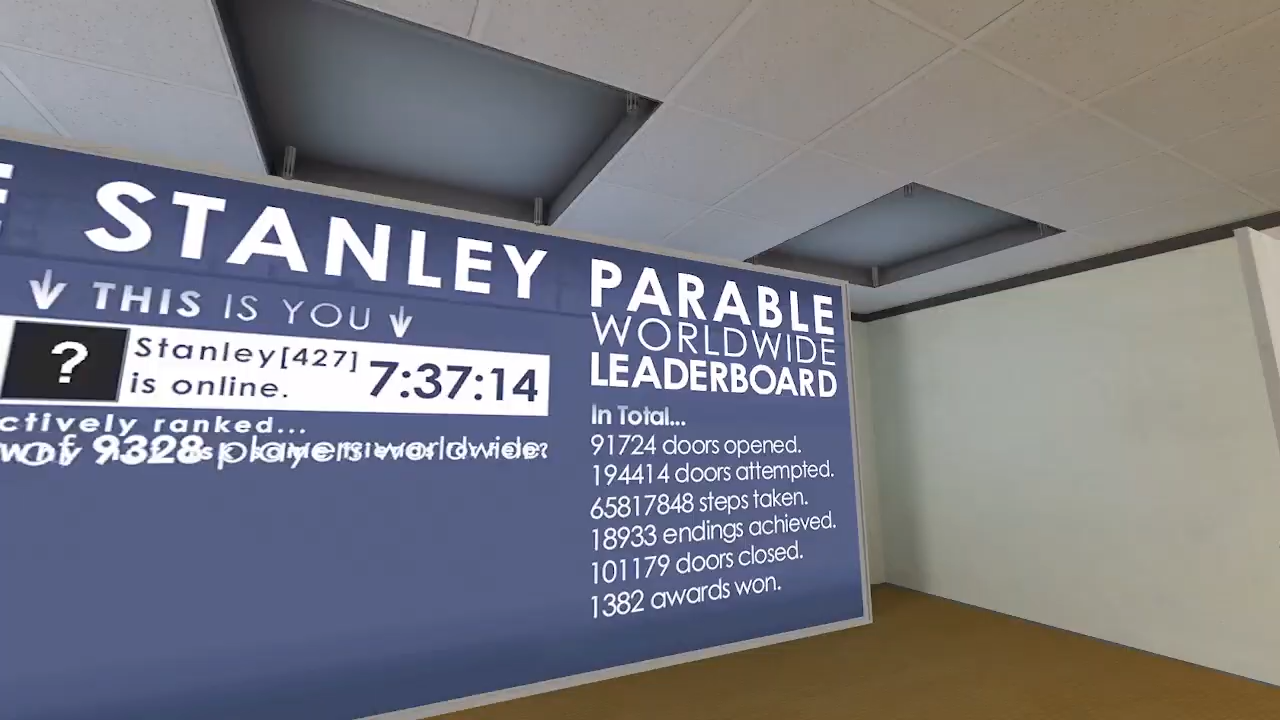 STANLEY PARABLE
THIS IS YOU
?
Stanley[427]
is online.
7:37:14
ctively ranked...
of 9328 players worldwide.
WORLDWIDE
LEADERBOARD
In Total...
91724 doors opened.
194414 doors attempted.
65817848 steps taken.
18933 endings achieved.
101179 doors closed.
1382 awards won.